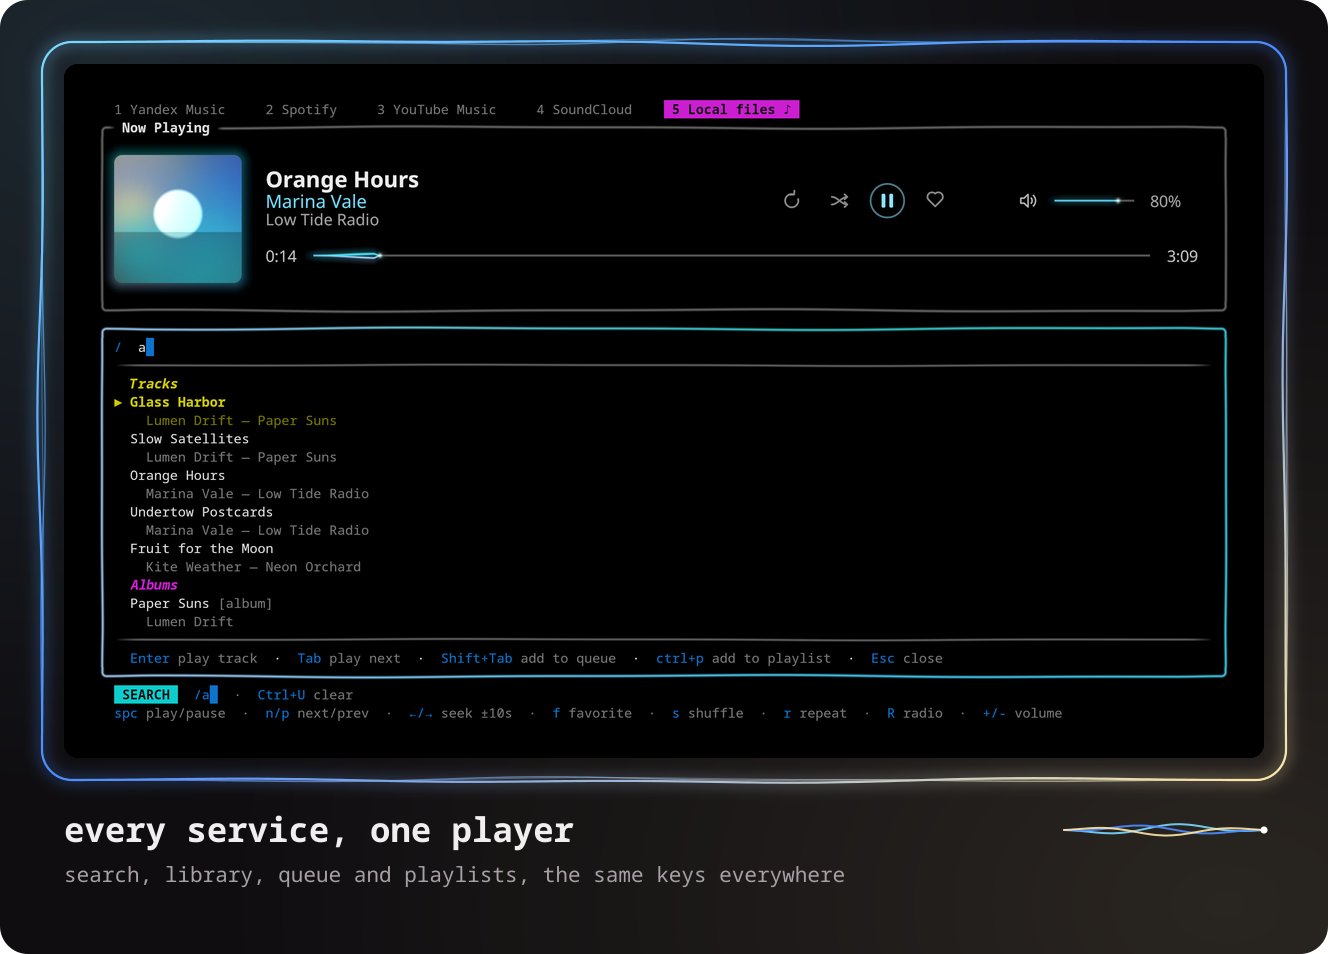 1 Yandex Music 2 Spotify 3 YouTube Music 4 SoundCloud 5 Local files ♪
Now Playing
Orange Hours
Marina Vale
Low Tide Radio
80%
0:14 3:09
/ a
Tracks
▶ Glass Harbor
Lumen Drift — Paper Suns
Slow Satellites
Lumen Drift — Paper Suns
Orange Hours
Marina Vale — Low Tide Radio
Undertow Postcards
Marina Vale — Low Tide Radio
Fruit for the Moon
Kite Weather — Neon Orchard
Albums
Paper Suns [album]
Lumen Drift
Enter play track · Tab play next · Shift+Tab add to queue · ctrl+p add to playlist · Esc close
SEARCH /a · Ctrl+U clear
spc play/pause · n/p next/prev · ←/→ seek ±10s · f favorite · s shuffle · r repeat · R radio · +/- volume
every service, one player
search, library, queue and playlists, the same keys everywhere